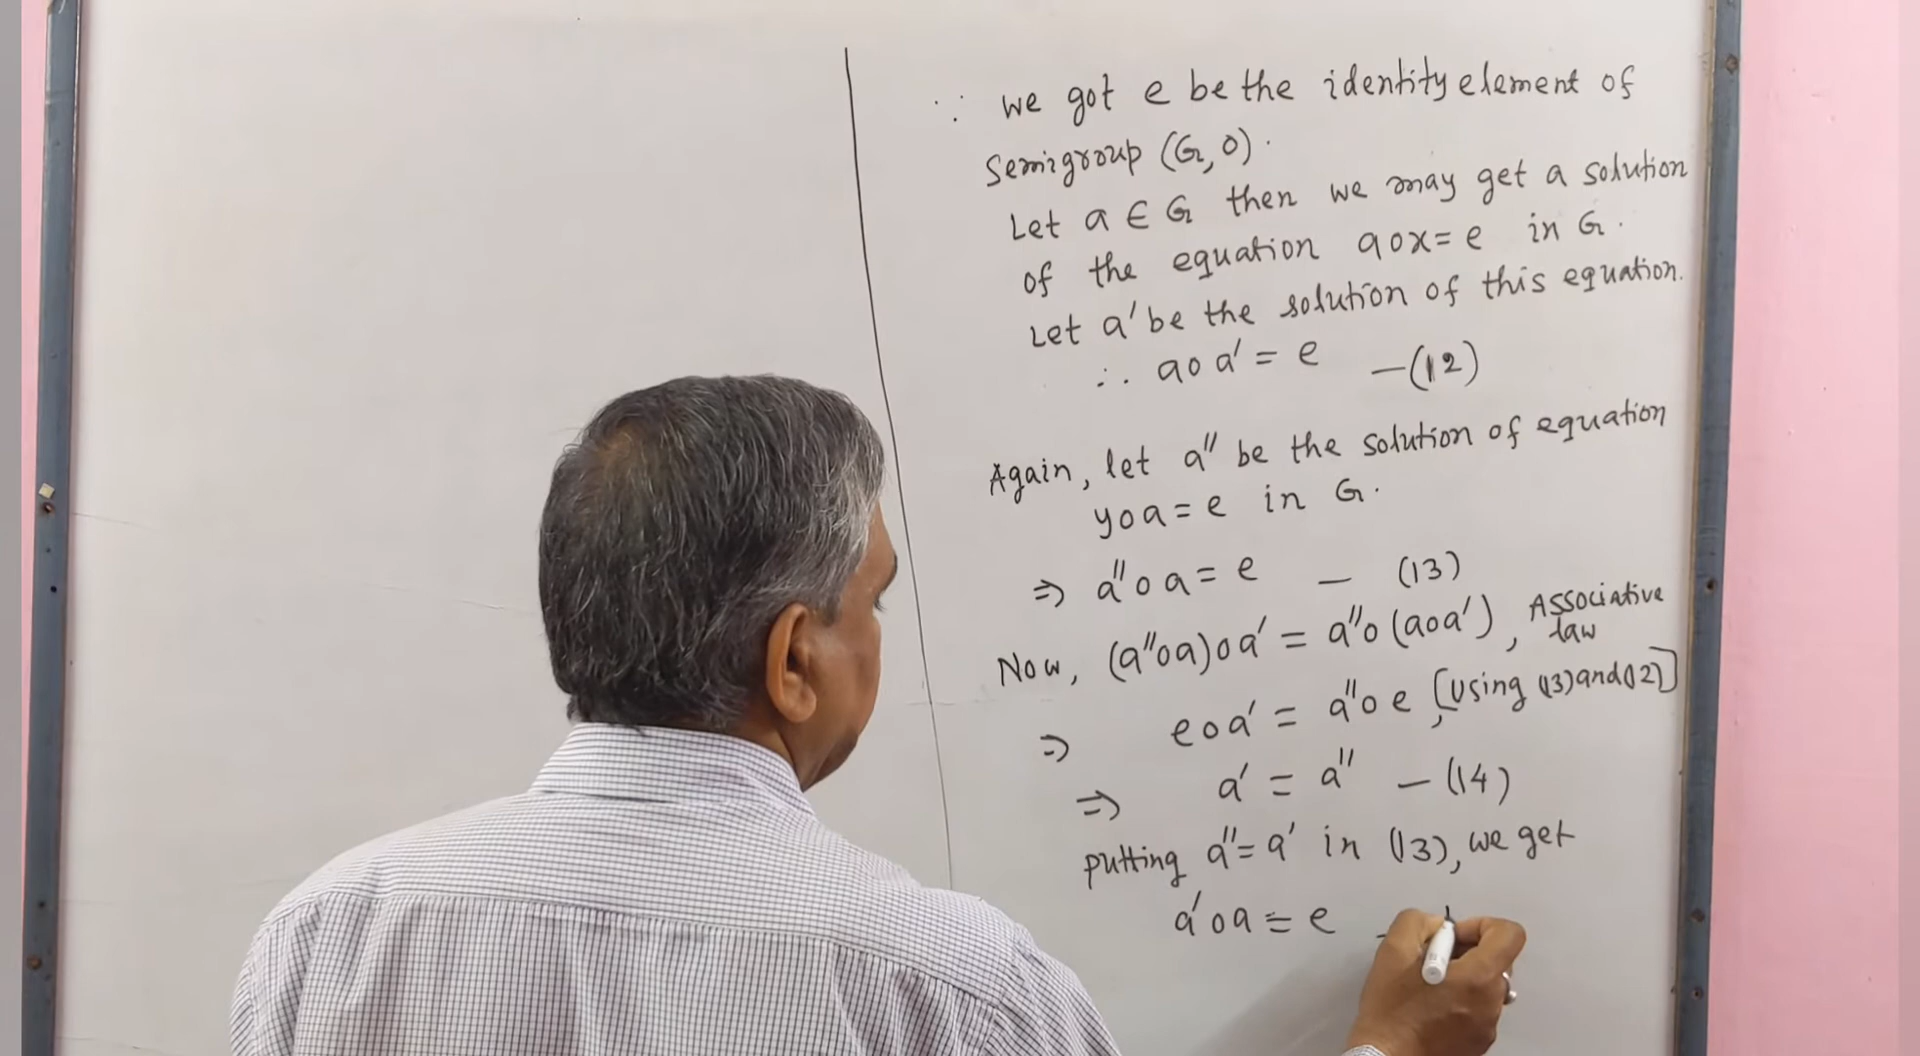 ∵ we got e be the identity element of
Semigroup (G, o).
Let a ∈ G then we may get a solution
of the equation aox = e in G.
Let a' be the solution of this equation.
∴ aoa' = e —(12)
Again, let a'' be the solution of equation
yoa = e in G.
⇒ a''oa = e — (13)
Now, (a''oa)oa' = a''o(aoa'), Associative law
⇒ eoa' = a''oe, [using (13) and (12)]
⇒ a' = a'' —(14)
putting a'' = a' in (13), we get
a'oa = e —